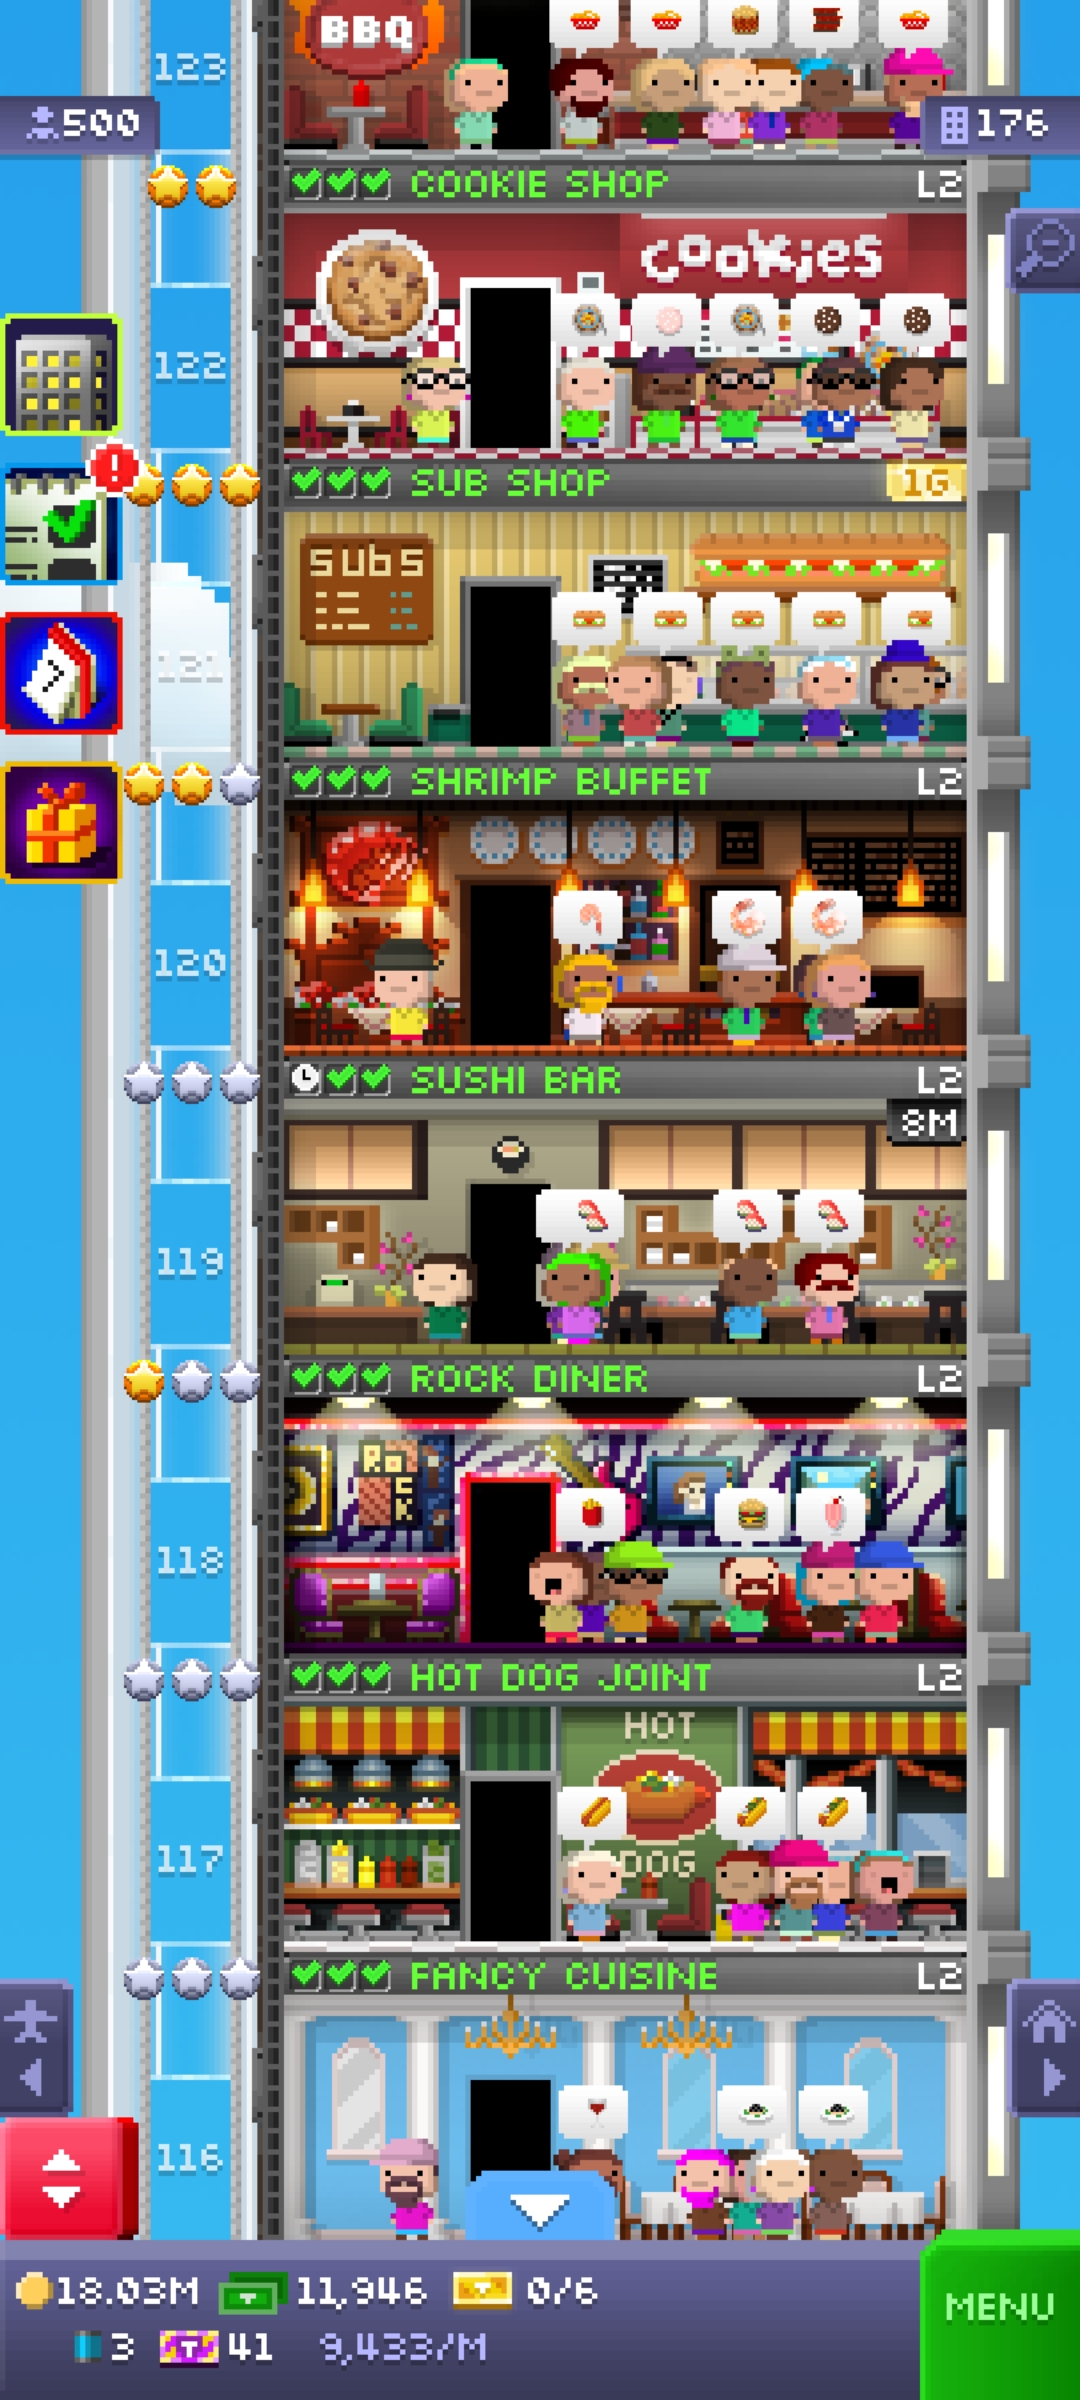 BBQ
123
500
176
COOKIE SHOP
L2
cookies
122
SUB SHOP
1G
subs
121
SHRIMP BUFFET
L2
120
SUSHI BAR
L2
8M
119
ROCK DINER
L2
RoCK
118
HOT DOG JOINT
L2
HOT
DOG
117
FANCY CUISINE
L2
116
18.03M 11,946 0/6
3 T 41 9,433/M
MENU